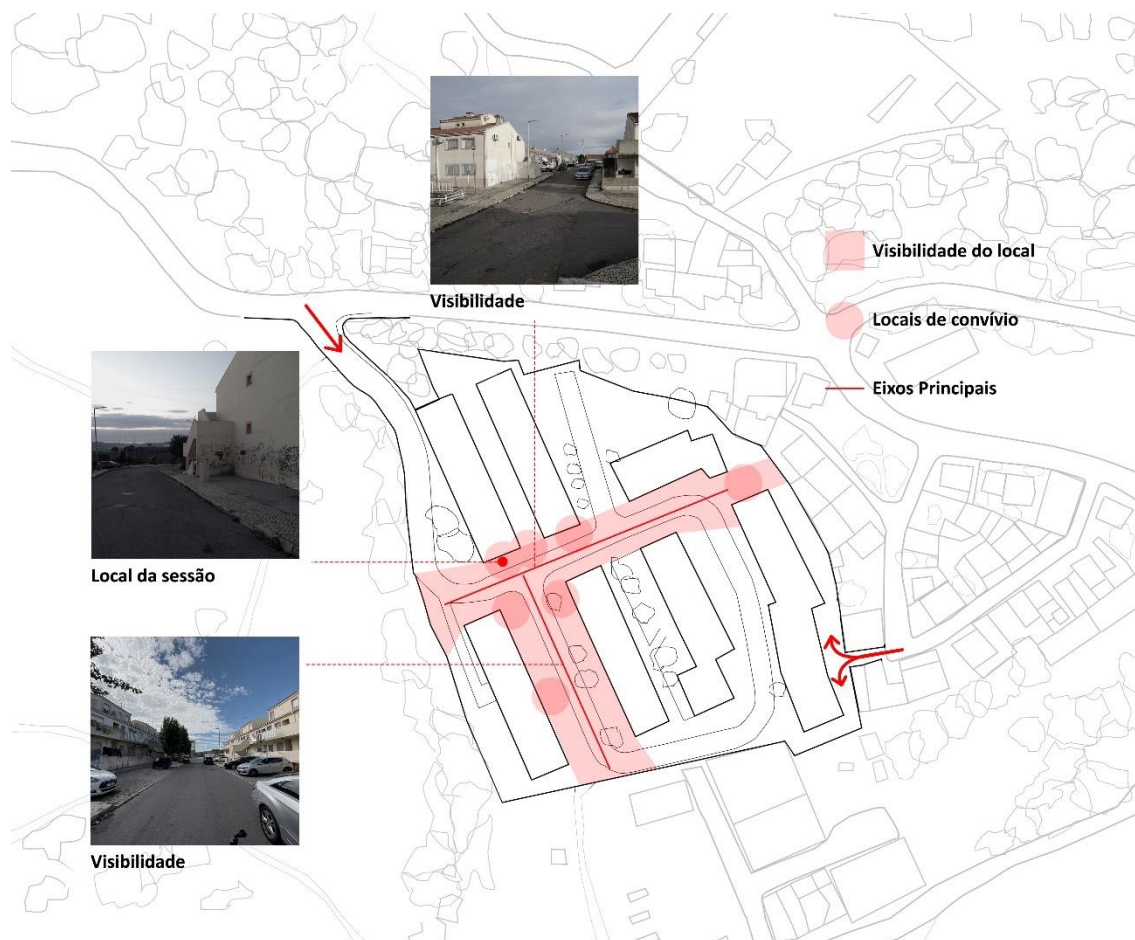 Visibilidade
Visibilidade do local
Locais de convívio
Eixos Principais
Local da sessão
Visibilidade